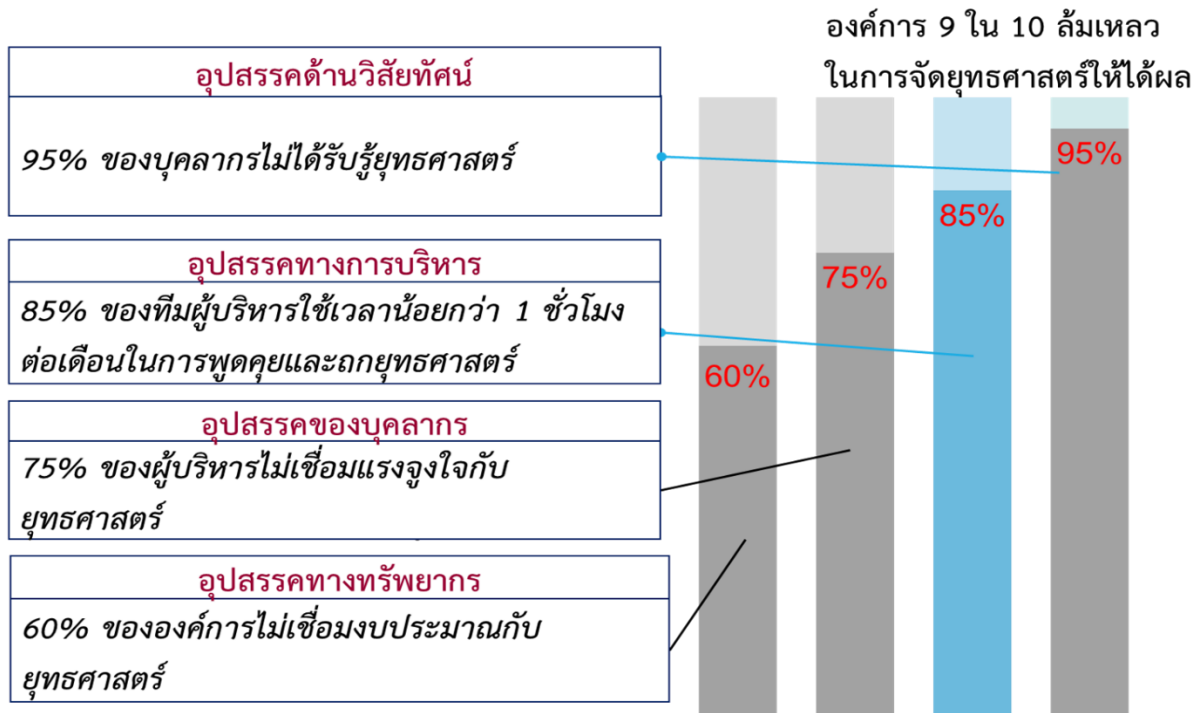 องค์การ 9 ใน 10 ล้มเหลว
ในการจัดยุทธศาสตร์ให้ได้ผล
อุปสรรคด้านวิสัยทัศน์
95% ของบุคลากรไม่ได้รับรู้ยุทธศาสตร์
อุปสรรคทางการบริหาร
85% ของทีมผู้บริหารใช้เวลาน้อยกว่า 1 ชั่วโมง
ต่อเดือนในการพูดคุยและถกยุทธศาสตร์
อุปสรรคของบุคลากร
75% ของผู้บริหารไม่เชื่อมแรงจูงใจกับ
ยุทธศาสตร์
อุปสรรคทางทรัพยากร
60% ขององค์การไม่เชื่อมงบประมาณกับ
ยุทธศาสตร์
60%
75%
85%
95%